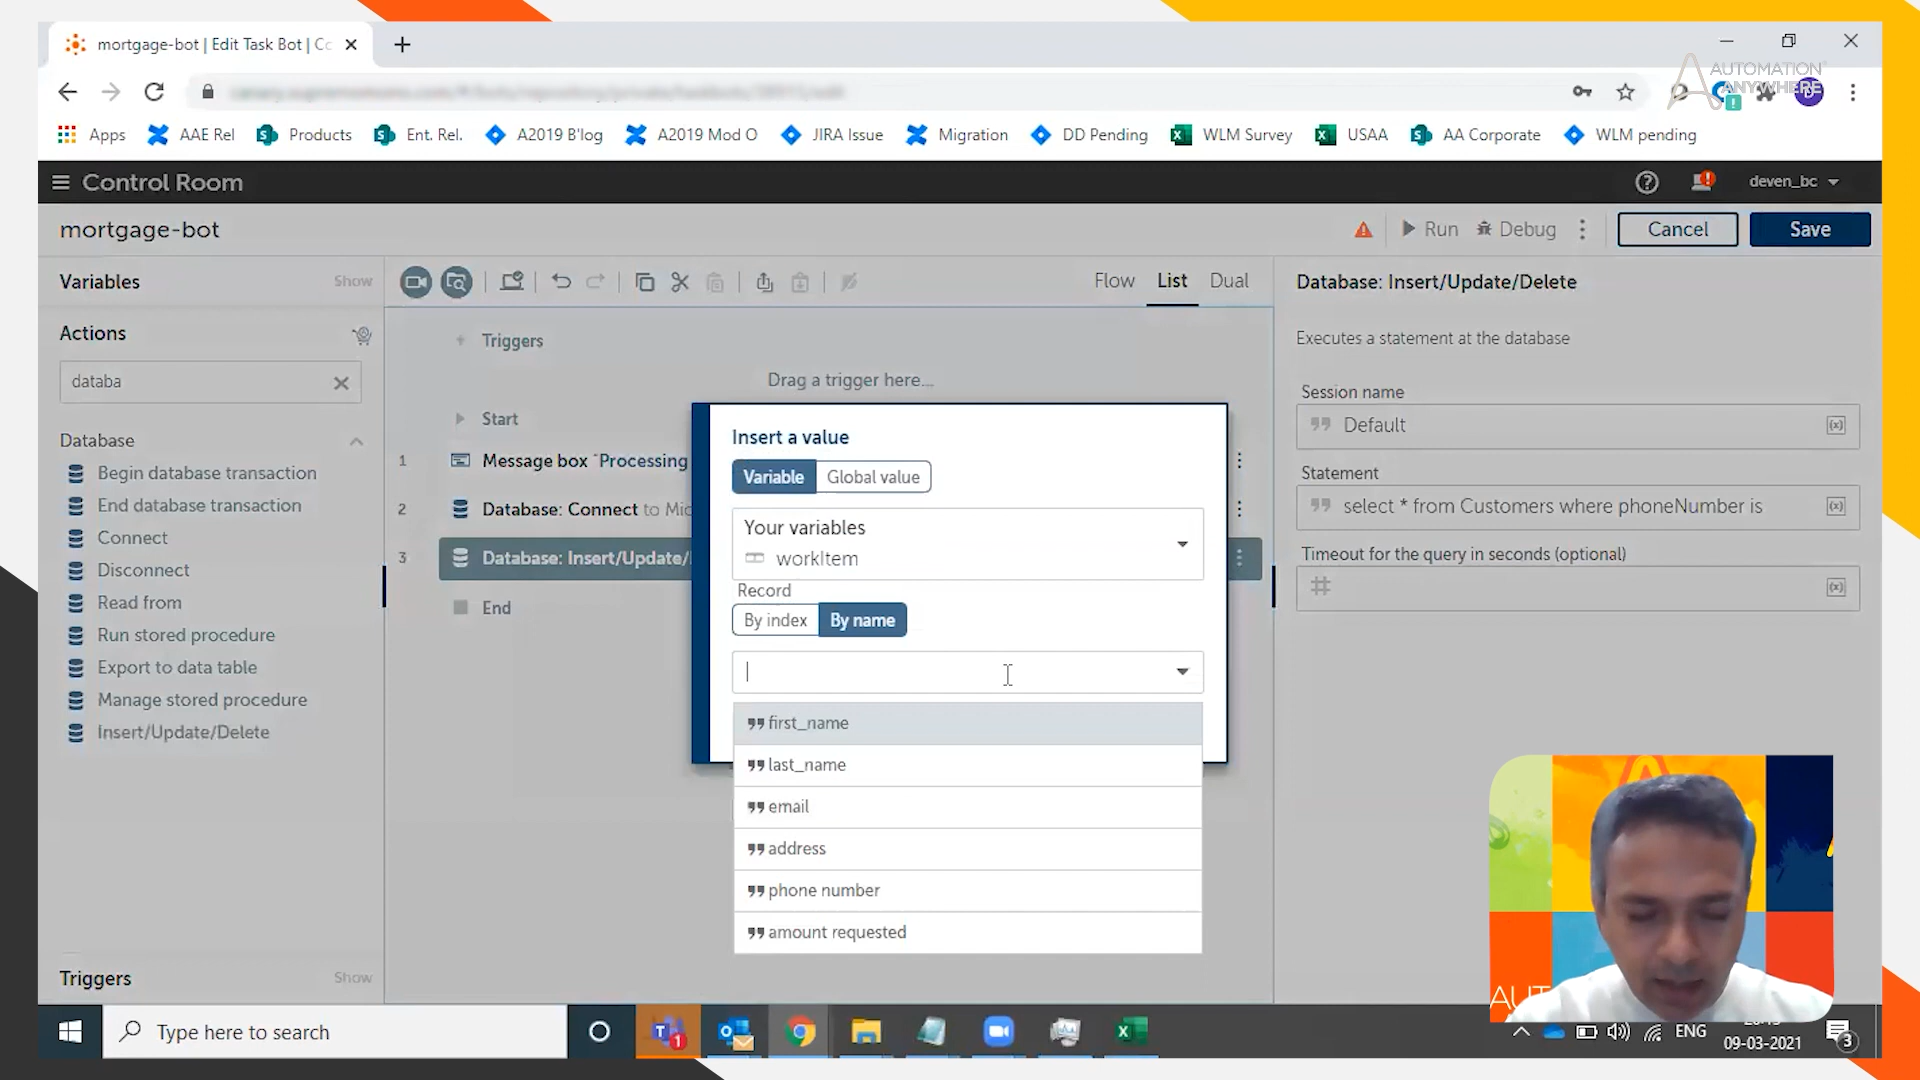 mortgage-bot | Edit Task Bot | Co
AUTOMATION
ANYWHERE
Apps
AAE Rel
Products
Ent. Rel.
A2019 B'log
A2019 Mod O
JIRA Issue
Migration
DD Pending
WLM Survey
USAA
AA Corporate
WLM pending
Control Room
deven_bc
mortgage-bot
Run
Debug
Cancel
Save
Variables
Show
Flow
List
Dual
Database: Insert/Update/Delete
Actions
Triggers
Executes a statement at the database
databa
Drag a trigger here...
Session name
Start
Default
Database
1
Message box "Processing
Insert a value
Statement
Begin database transaction
Variable
Global value
End database transaction
2
Database: Connect to Mic
Your variables
select * from Customers where phoneNumber is
Connect
3
Database: Insert/Update/
workItem
Timeout for the query in seconds (optional)
Disconnect
Record
#
Read from
End
By index
By name
Run stored procedure
Export to data table
Manage stored procedure
first_name
Insert/Update/Delete
last_name
email
address
phone number
amount requested
Triggers
Show
AUT
Type here to search
1
ENG
09-03-2021
3